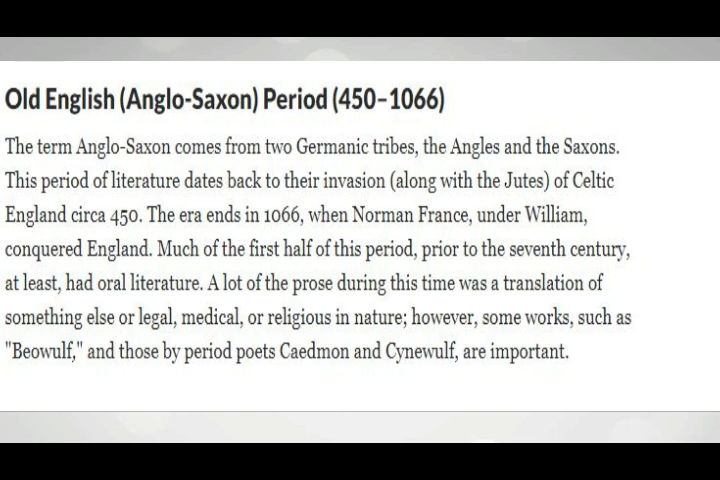 Old English (Anglo-Saxon) Period (450–1066)
The term Anglo-Saxon comes from two Germanic tribes, the Angles and the Saxons.
This period of literature dates back to their invasion (along with the Jutes) of Celtic
England circa 450. The era ends in 1066, when Norman France, under William,
conquered England. Much of the first half of this period, prior to the seventh century,
at least, had oral literature. A lot of the prose during this time was a translation of
something else or legal, medical, or religious in nature; however, some works, such as
"Beowulf," and those by period poets Caedmon and Cynewulf, are important.